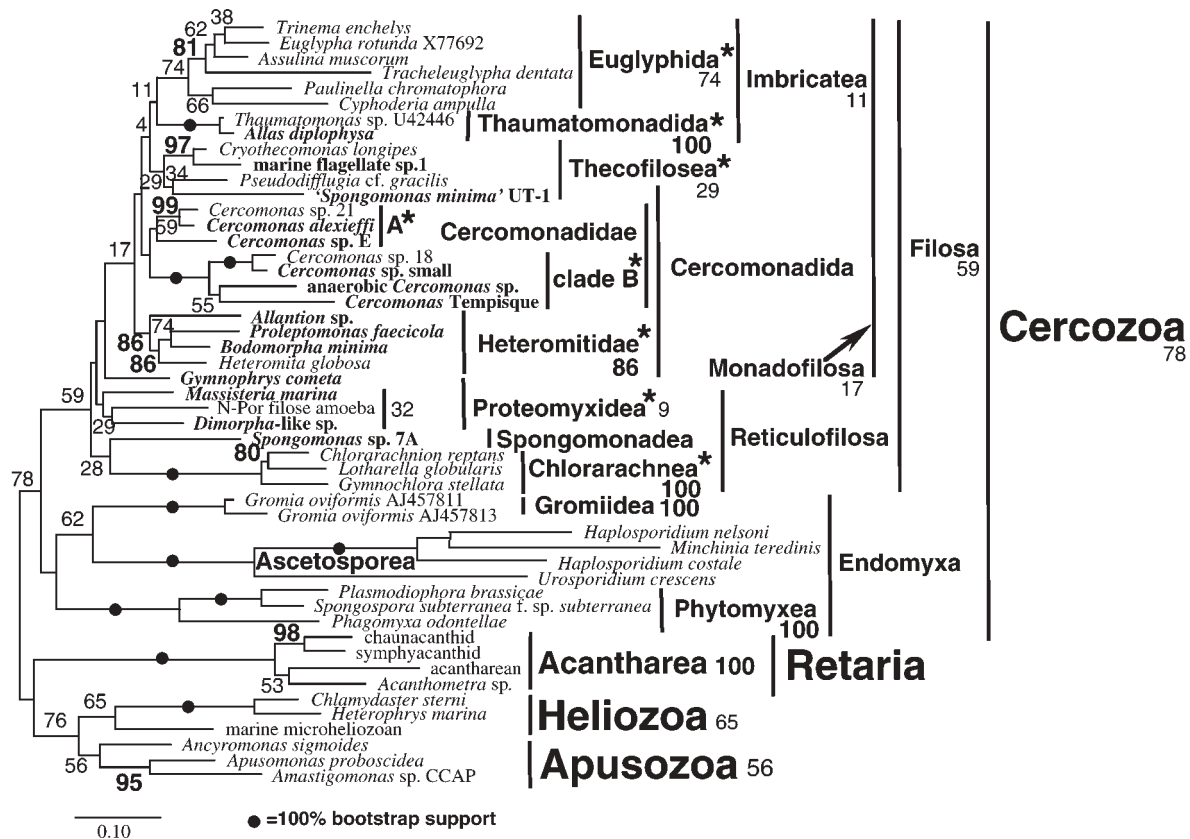 38
Trinema enchelys
62
Euglypha rotunda X77692
81
Assulina muscorum
Euglyphida*
74
Tracheleuglypha dentata
74
Imbricatea
11
11
Paulinella chromatophora
66
Cyphoderia ampulla
4
Thaumatomonas sp. U42446
Thaumatomonadida*
100
Allas diplophysa
97
Cryothecomonas longipes
marine flagellate sp.1
Thecofilosea*
29
34
29
Pseudodifflugia cf. gracilis
'Spongomonas minima' UT-1
99
Cercomonas sp. 21
59
Cercomonas alexieffi
A*
Cercomonadidae
Cercomonas sp. E
17
Filosa
59
Cercomonas sp. 18
Cercomonas sp. small
clade B*
Cercomonadida
anaerobic Cercomonas sp.
55
Cercomonas Tempisque
Allantion sp.
74
Proleptomonas faecicola
Cercozoa
78
86
Bodomorpha minima
Heteromitidae*
86
86
Heteromita globosa
Monadofilosa
17
Gymnophrys cometa
59
Massisteria marina
N-Por filose amoeba
32
Proteomyxidea* 9
29
Dimorpha-like sp.
Spongomonas sp. 7A
Spongomonadea
Reticulofilosa
28
80
Chlorarachnion reptans
Lotharella globularis
Chlorarachnea*
100
78
Gymnochlora stellata
Gromia oviformis AJ457811
Gromiidea 100
62
Gromia oviformis AJ457813
Haplosporidium nelsoni
Minchinia teredinis
Ascetosporea
Haplosporidium costale
Endomyxa
Urosporidium crescens
Plasmodiophora brassicae
Spongospora subterranea f. sp. subterranea
Phytomyxea
100
Phagomyxa odontellae
98
chaunacanthid
symphyacanthid
acantharean
Acantharea 100
Retaria
53
Acanthometra sp.
65
Chlamydaster sterni
Heterophrys marina
Heliozoa 65
76
marine microheliozoan
Ancyromonas sigmoides
56
Apusomonas proboscidea
Apusozoa 56
95
Amastigomonas sp. CCAP
0.10
=100% bootstrap support